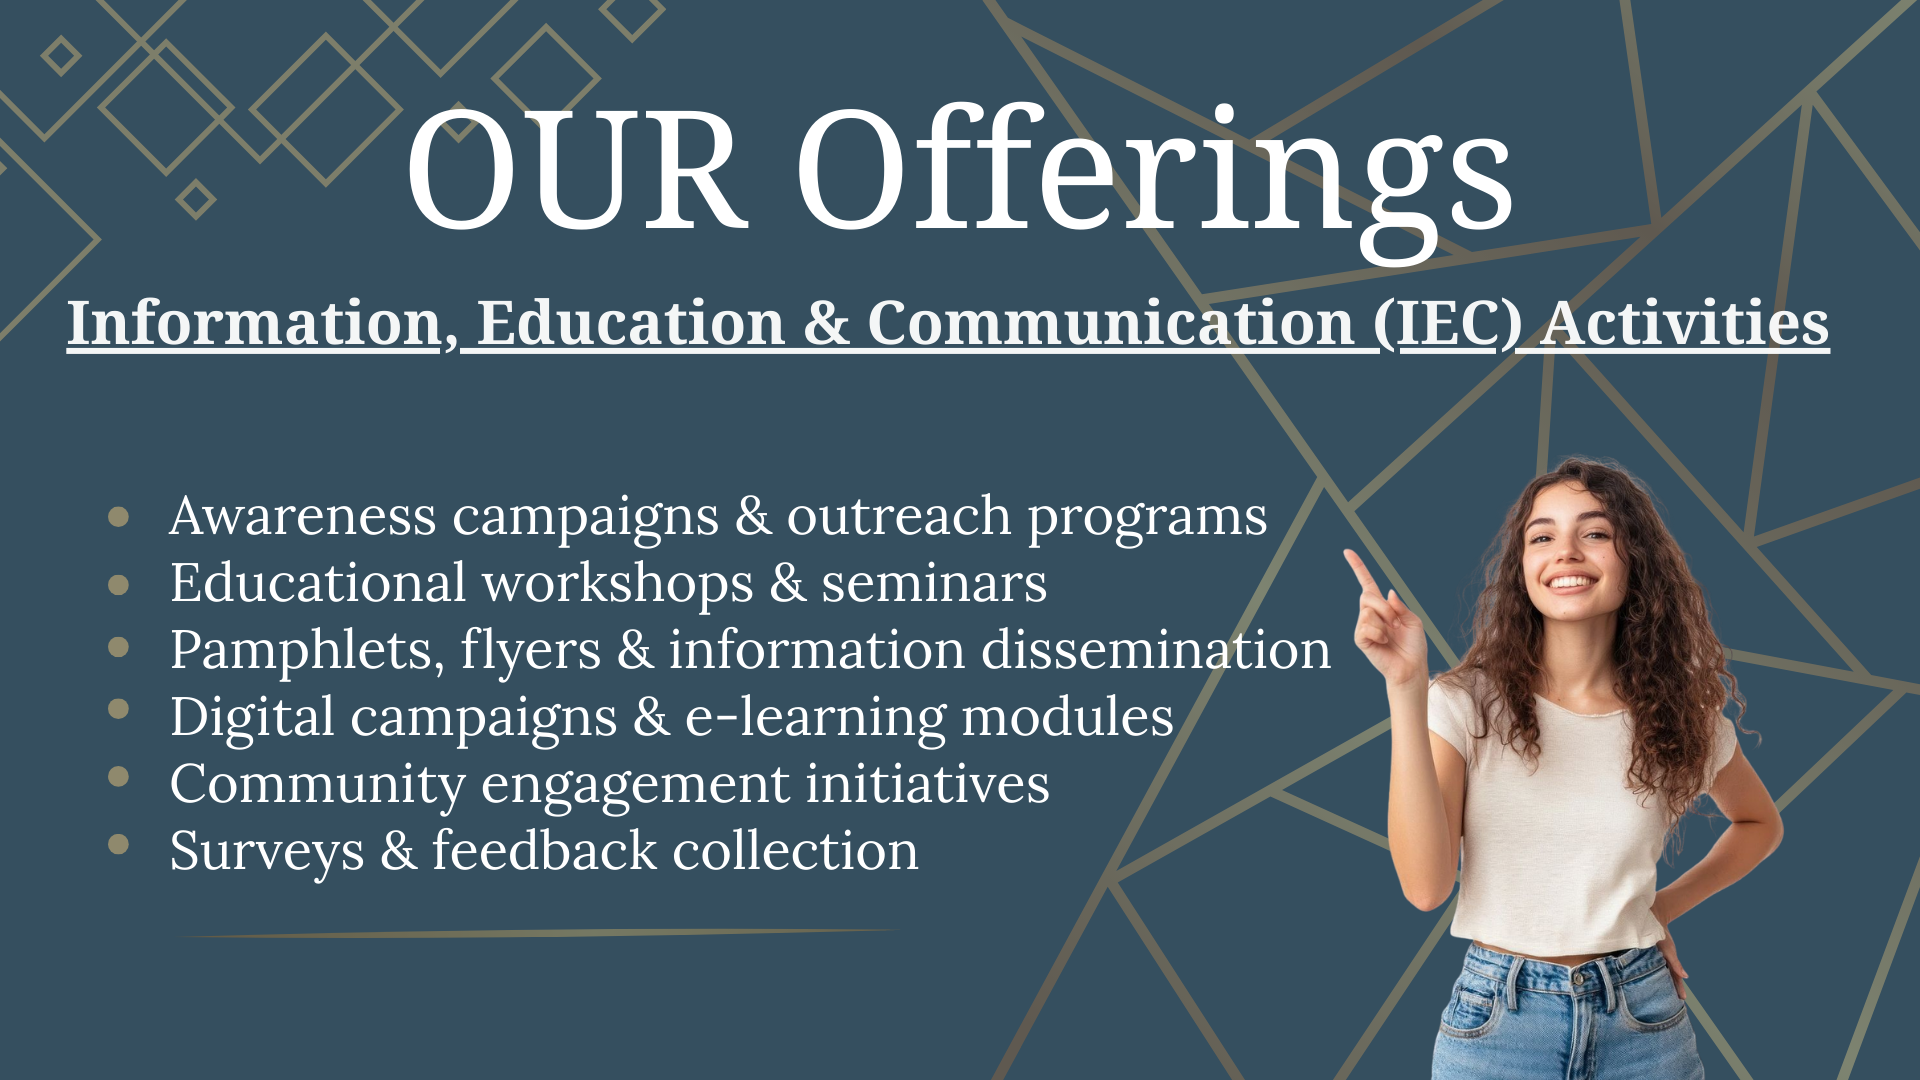 OUR Offerings
Information, Education & Communication (IEC) Activities
Awareness campaigns & outreach programs
Educational workshops & seminars
Pamphlets, flyers & information dissemination
Digital campaigns & e-learning modules
Community engagement initiatives
Surveys & feedback collection